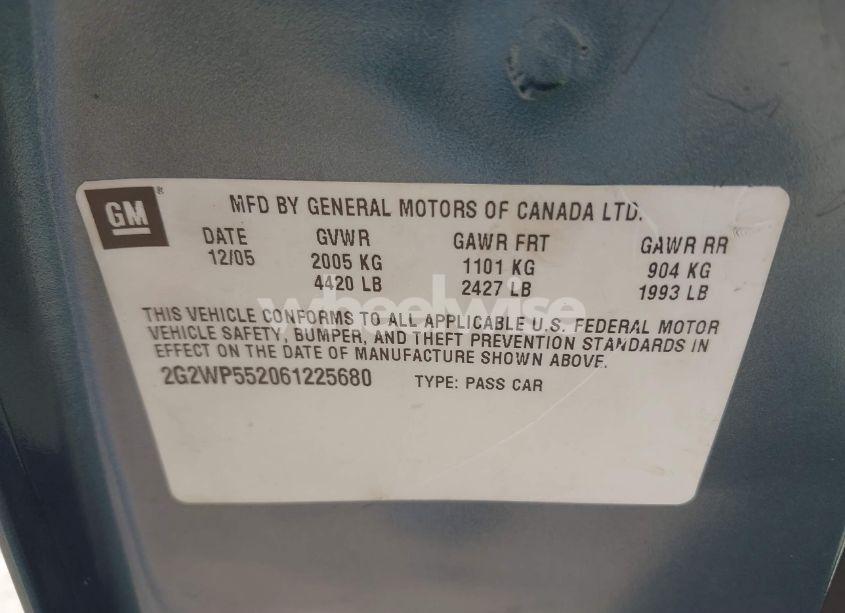 GM ®
MFD BY GENERAL MOTORS OF CANADA LTD.
DATE GVWR GAWR FRT GAWR RR
12/05 2005 KG 1101 KG 904 KG
4420 LB 2427 LB 1993 LB
wheelwise
THIS VEHICLE CONFORMS TO ALL APPLICABLE U.S. FEDERAL MOTOR
VEHICLE SAFETY, BUMPER, AND THEFT PREVENTION STANDARDS IN
EFFECT ON THE DATE OF MANUFACTURE SHOWN ABOVE.
2G2WP552061225680 TYPE: PASS CAR